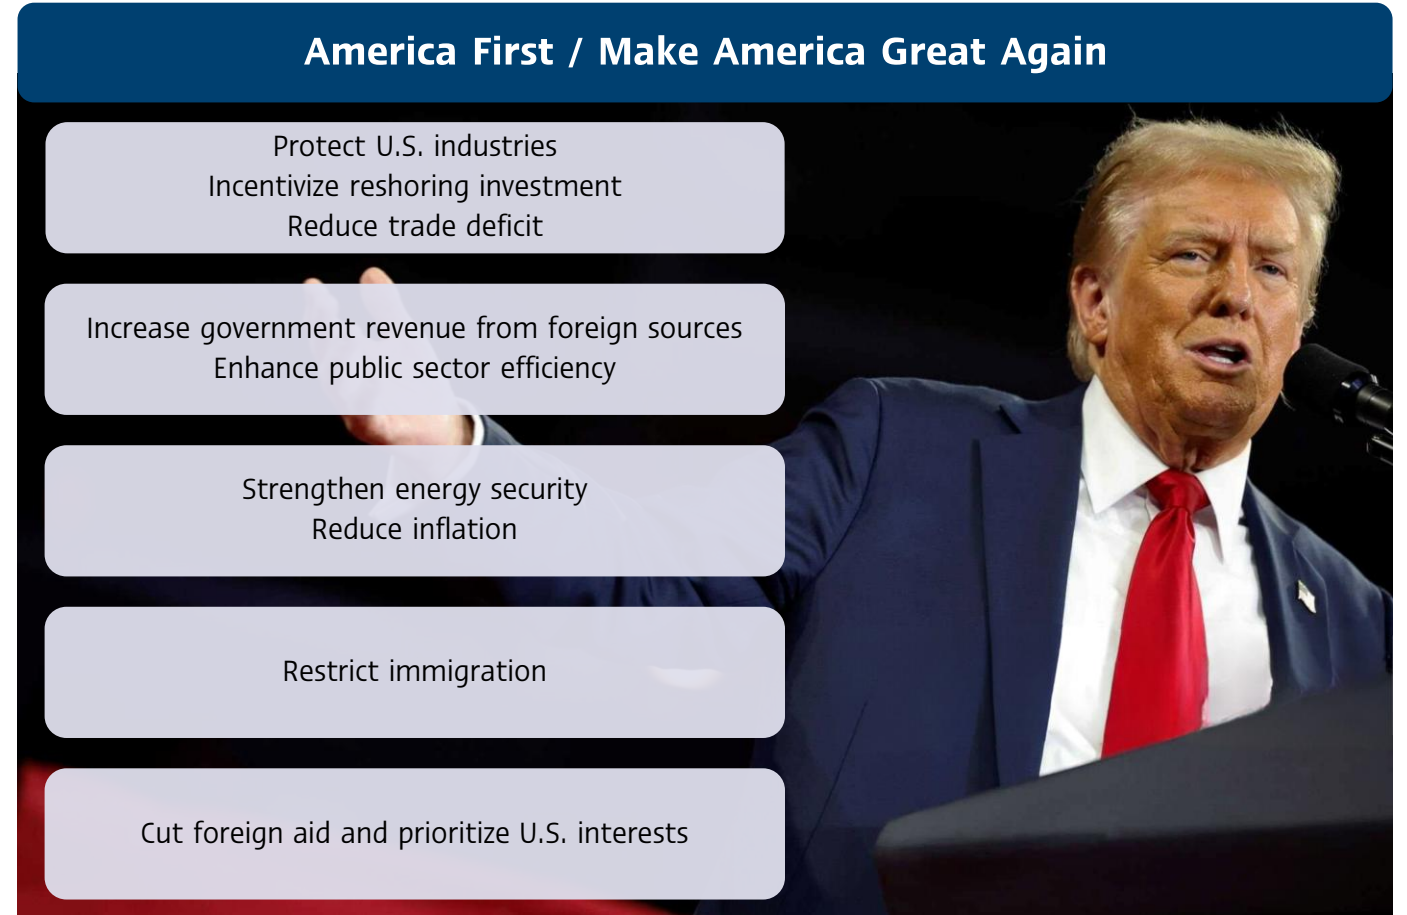 America First / Make America Great Again
Protect U.S. industries
Incentivize reshoring investment
Reduce trade deficit
Increase government revenue from foreign sources
Enhance public sector efficiency
Strengthen energy security
Reduce inflation
Restrict immigration
Cut foreign aid and prioritize U.S. interests